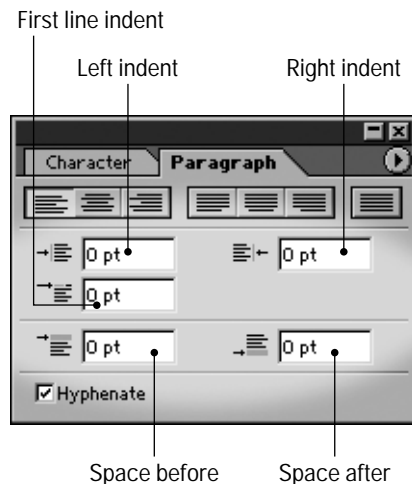 First line indent
Left indent Right indent
Character Paragraph
0 pt 0 pt
0 pt
0 pt 0 pt
Hyphenate
Space before Space after